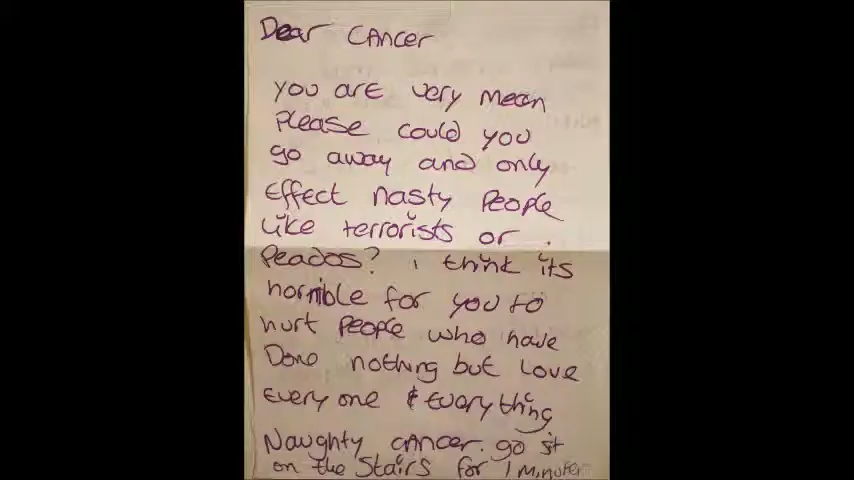 Dear CAncer
you are very mean
Please could you
go away and only
Effect nasty People
Like terrorists or .
Peados? i think its
horrible for you to
hurt People who have
Done nothing but Love
Every one & Everything
Naughty cancer. go sit
on the Stairs for 1 minute